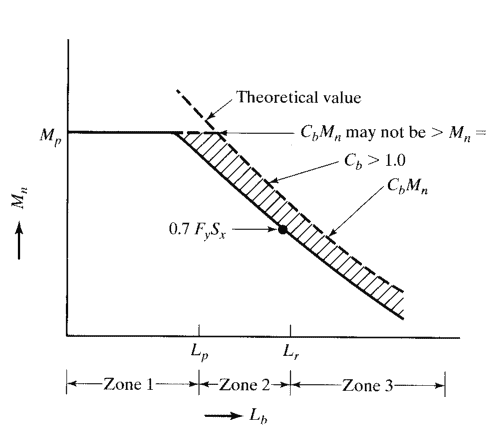 Theoretical value
M_p
C_bM_n may not be > M_n =
C_b > 1.0
C_bM_n
M_n
0.7 F_yS_x
L_p
L_r
Zone 1
Zone 2
Zone 3
L_b